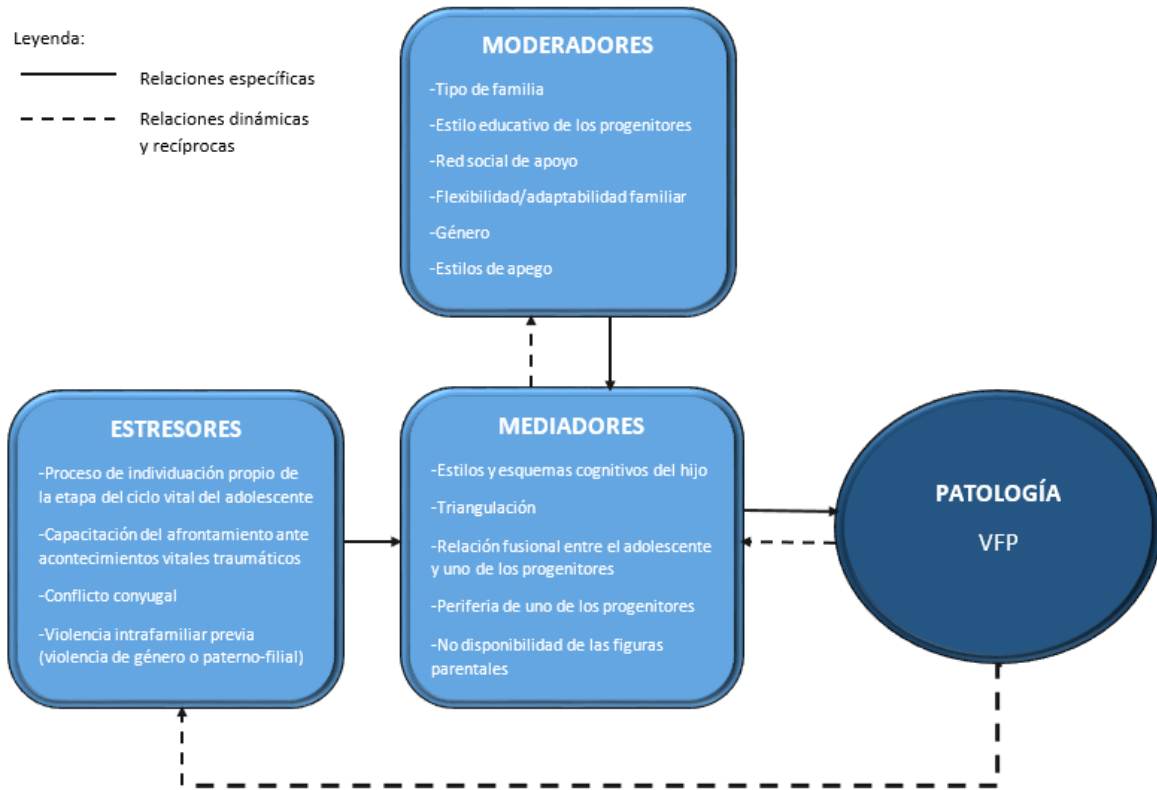 Leyenda:
Relaciones específicas
Relaciones dinámicas
y recíprocas
MODERADORES
-Tipo de familia
-Estilo educativo de los progenitores
-Red social de apoyo
-Flexibilidad/adaptabilidad familiar
-Género
-Estilos de apego
ESTRESORES
-Proceso de individuación propio de
la etapa del ciclo vital del adolescente
-Capacitación del afrontamiento ante
acontecimientos vitales traumáticos
-Conflicto conyugal
-Violencia intrafamiliar previa
(violencia de género o paterno-filial)
MEDIADORES
-Estilos y esquemas cognitivos del hijo
-Triangulación
-Relación fusional entre el adolescente
y uno de los progenitores
-Periferia de uno de los progenitores
-No disponibilidad de las figuras
parentales
PATOLOGÍA
VFP